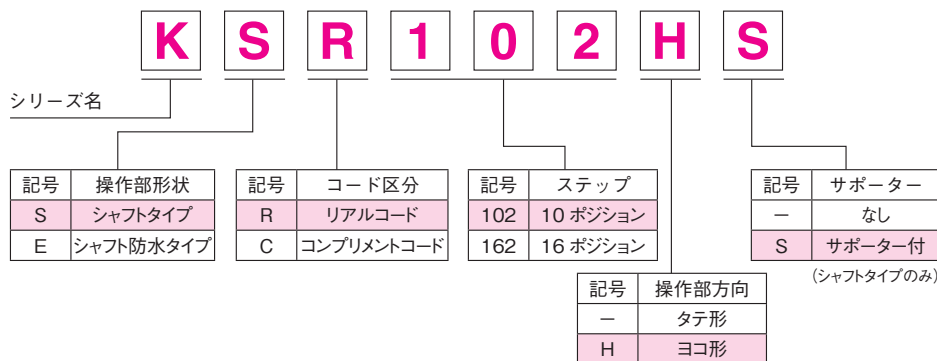 K S R 1 0 2 H S
シリーズ名
記号 操作部形状
S シャフトタイプ
E シャフト防水タイプ
記号 コード区分
R リアルコード
C コンプリメントコード
記号 ステップ
102 10 ポジション
162 16 ポジション
記号 サポーター
― なし
S サポーター付
(シャフトタイプのみ)
記号 操作部方向
― タテ形
H ヨコ形